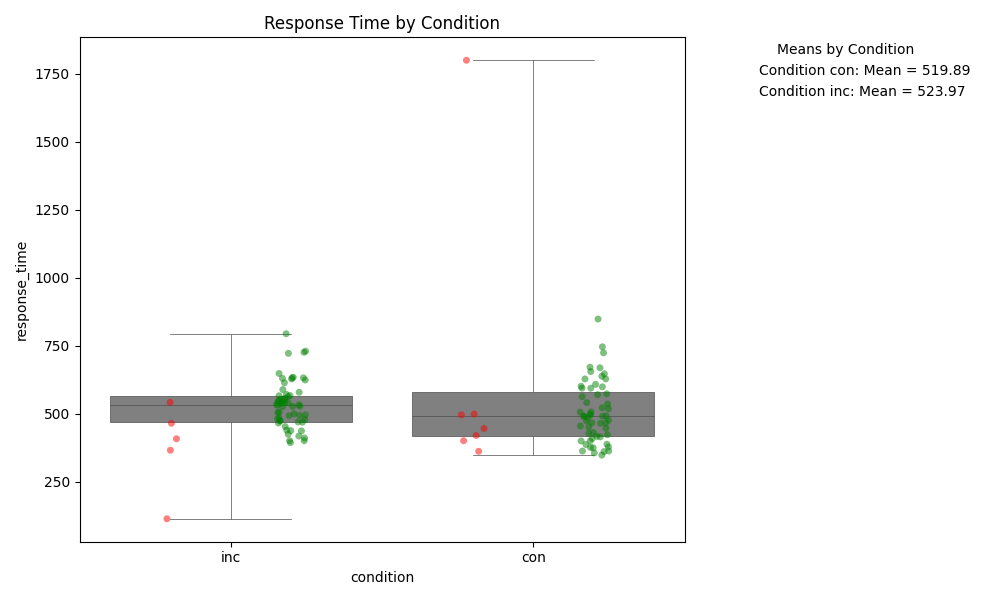 Response Time by Condition
Means by Condition
Condition con: Mean = 519.89
Condition inc: Mean = 523.97
response_time
1750
1500
1250
1000
750
500
250
inc con
condition